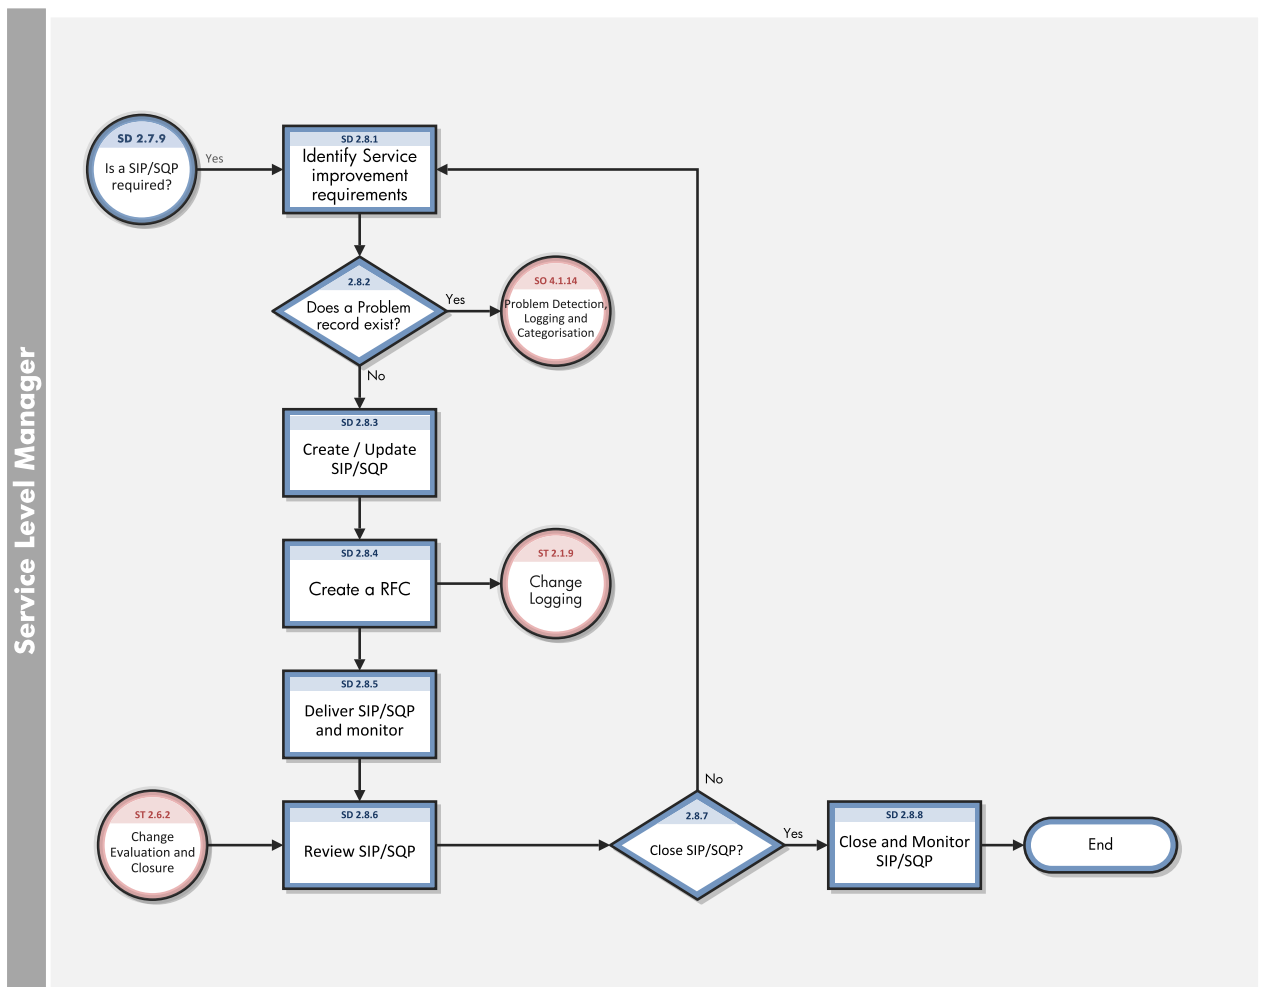 Service Level Manager
SD 2.7.9
Is a SIP/SQP
required?
Yes
SD 2.8.1
Identify Service
improvement
requirements
2.8.2
Does a Problem
record exist?
Yes
SO 4.1.14
Problem Detection,
Logging and
Categorisation
No
SD 2.8.3
Create / Update
SIP/SQP
SD 2.8.4
Create a RFC
ST 2.1.9
Change
Logging
SD 2.8.5
Deliver SIP/SQP
and monitor
ST 2.6.2
Change
Evaluation and
Closure
SD 2.8.6
Review SIP/SQP
No
2.8.7
Close SIP/SQP?
Yes
SD 2.8.8
Close and Monitor
SIP/SQP
End